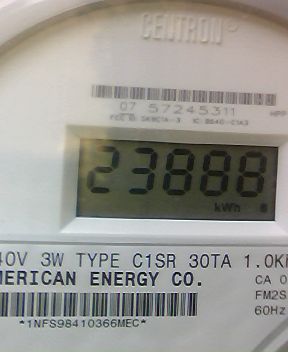 CENTRON
07 57245311
23888
kWh
40V 3W TYPE C1SR 30TA 1.0K
MERICAN ENERGY CO.
CA 0
FM2S
60Hz
*1NFS98410366MEC*